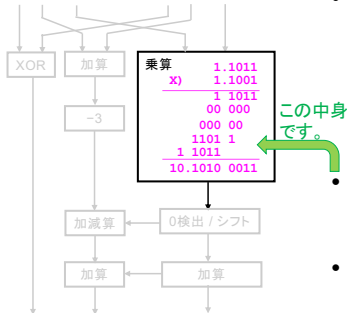 XOR
加算
乗算
1.1011
X) 1.1001
1 1011
00 000
000 00
1101 1
1 1011
10.1010 0011
-3
この中身
です。
加減算
0検出 / シフト
加算
加算